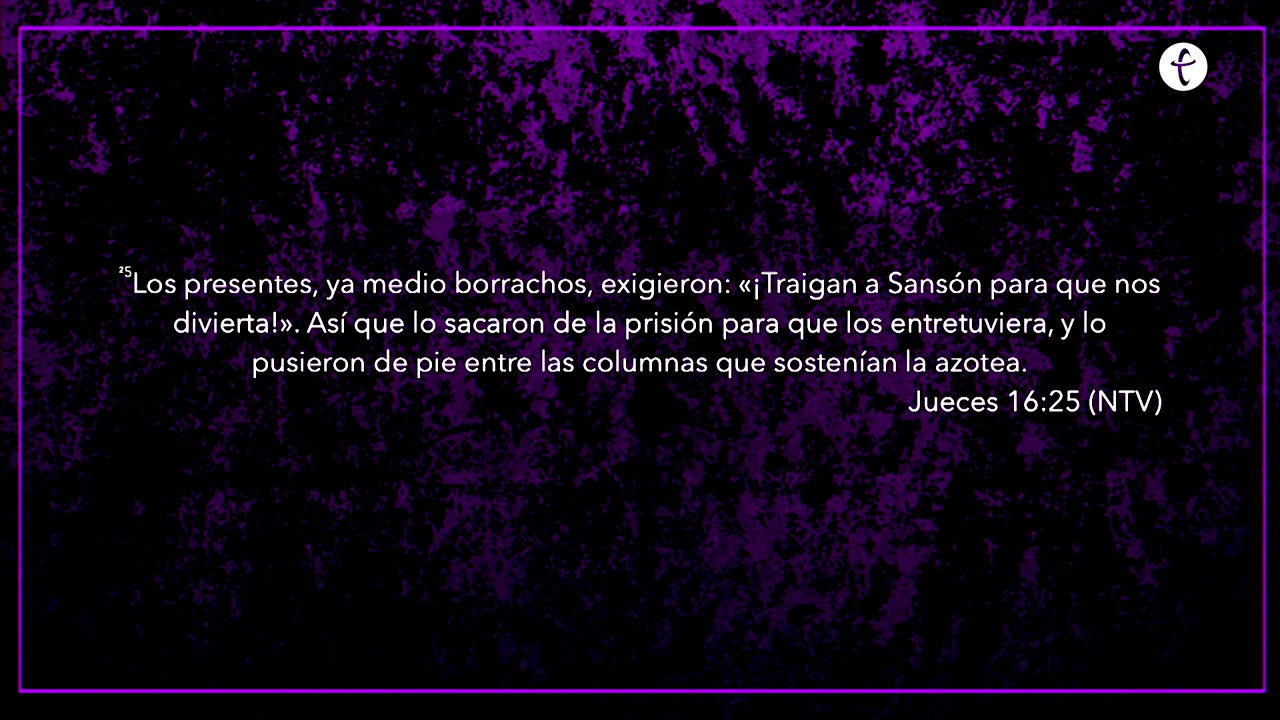 ²⁵Los presentes, ya medio borrachos, exigieron: «¡Traigan a Sansón para que nos
divierta!». Así que lo sacaron de la prisión para que los entretuviera, y lo
pusieron de pie entre las columnas que sostenían la azotea.
Jueces 16:25 (NTV)